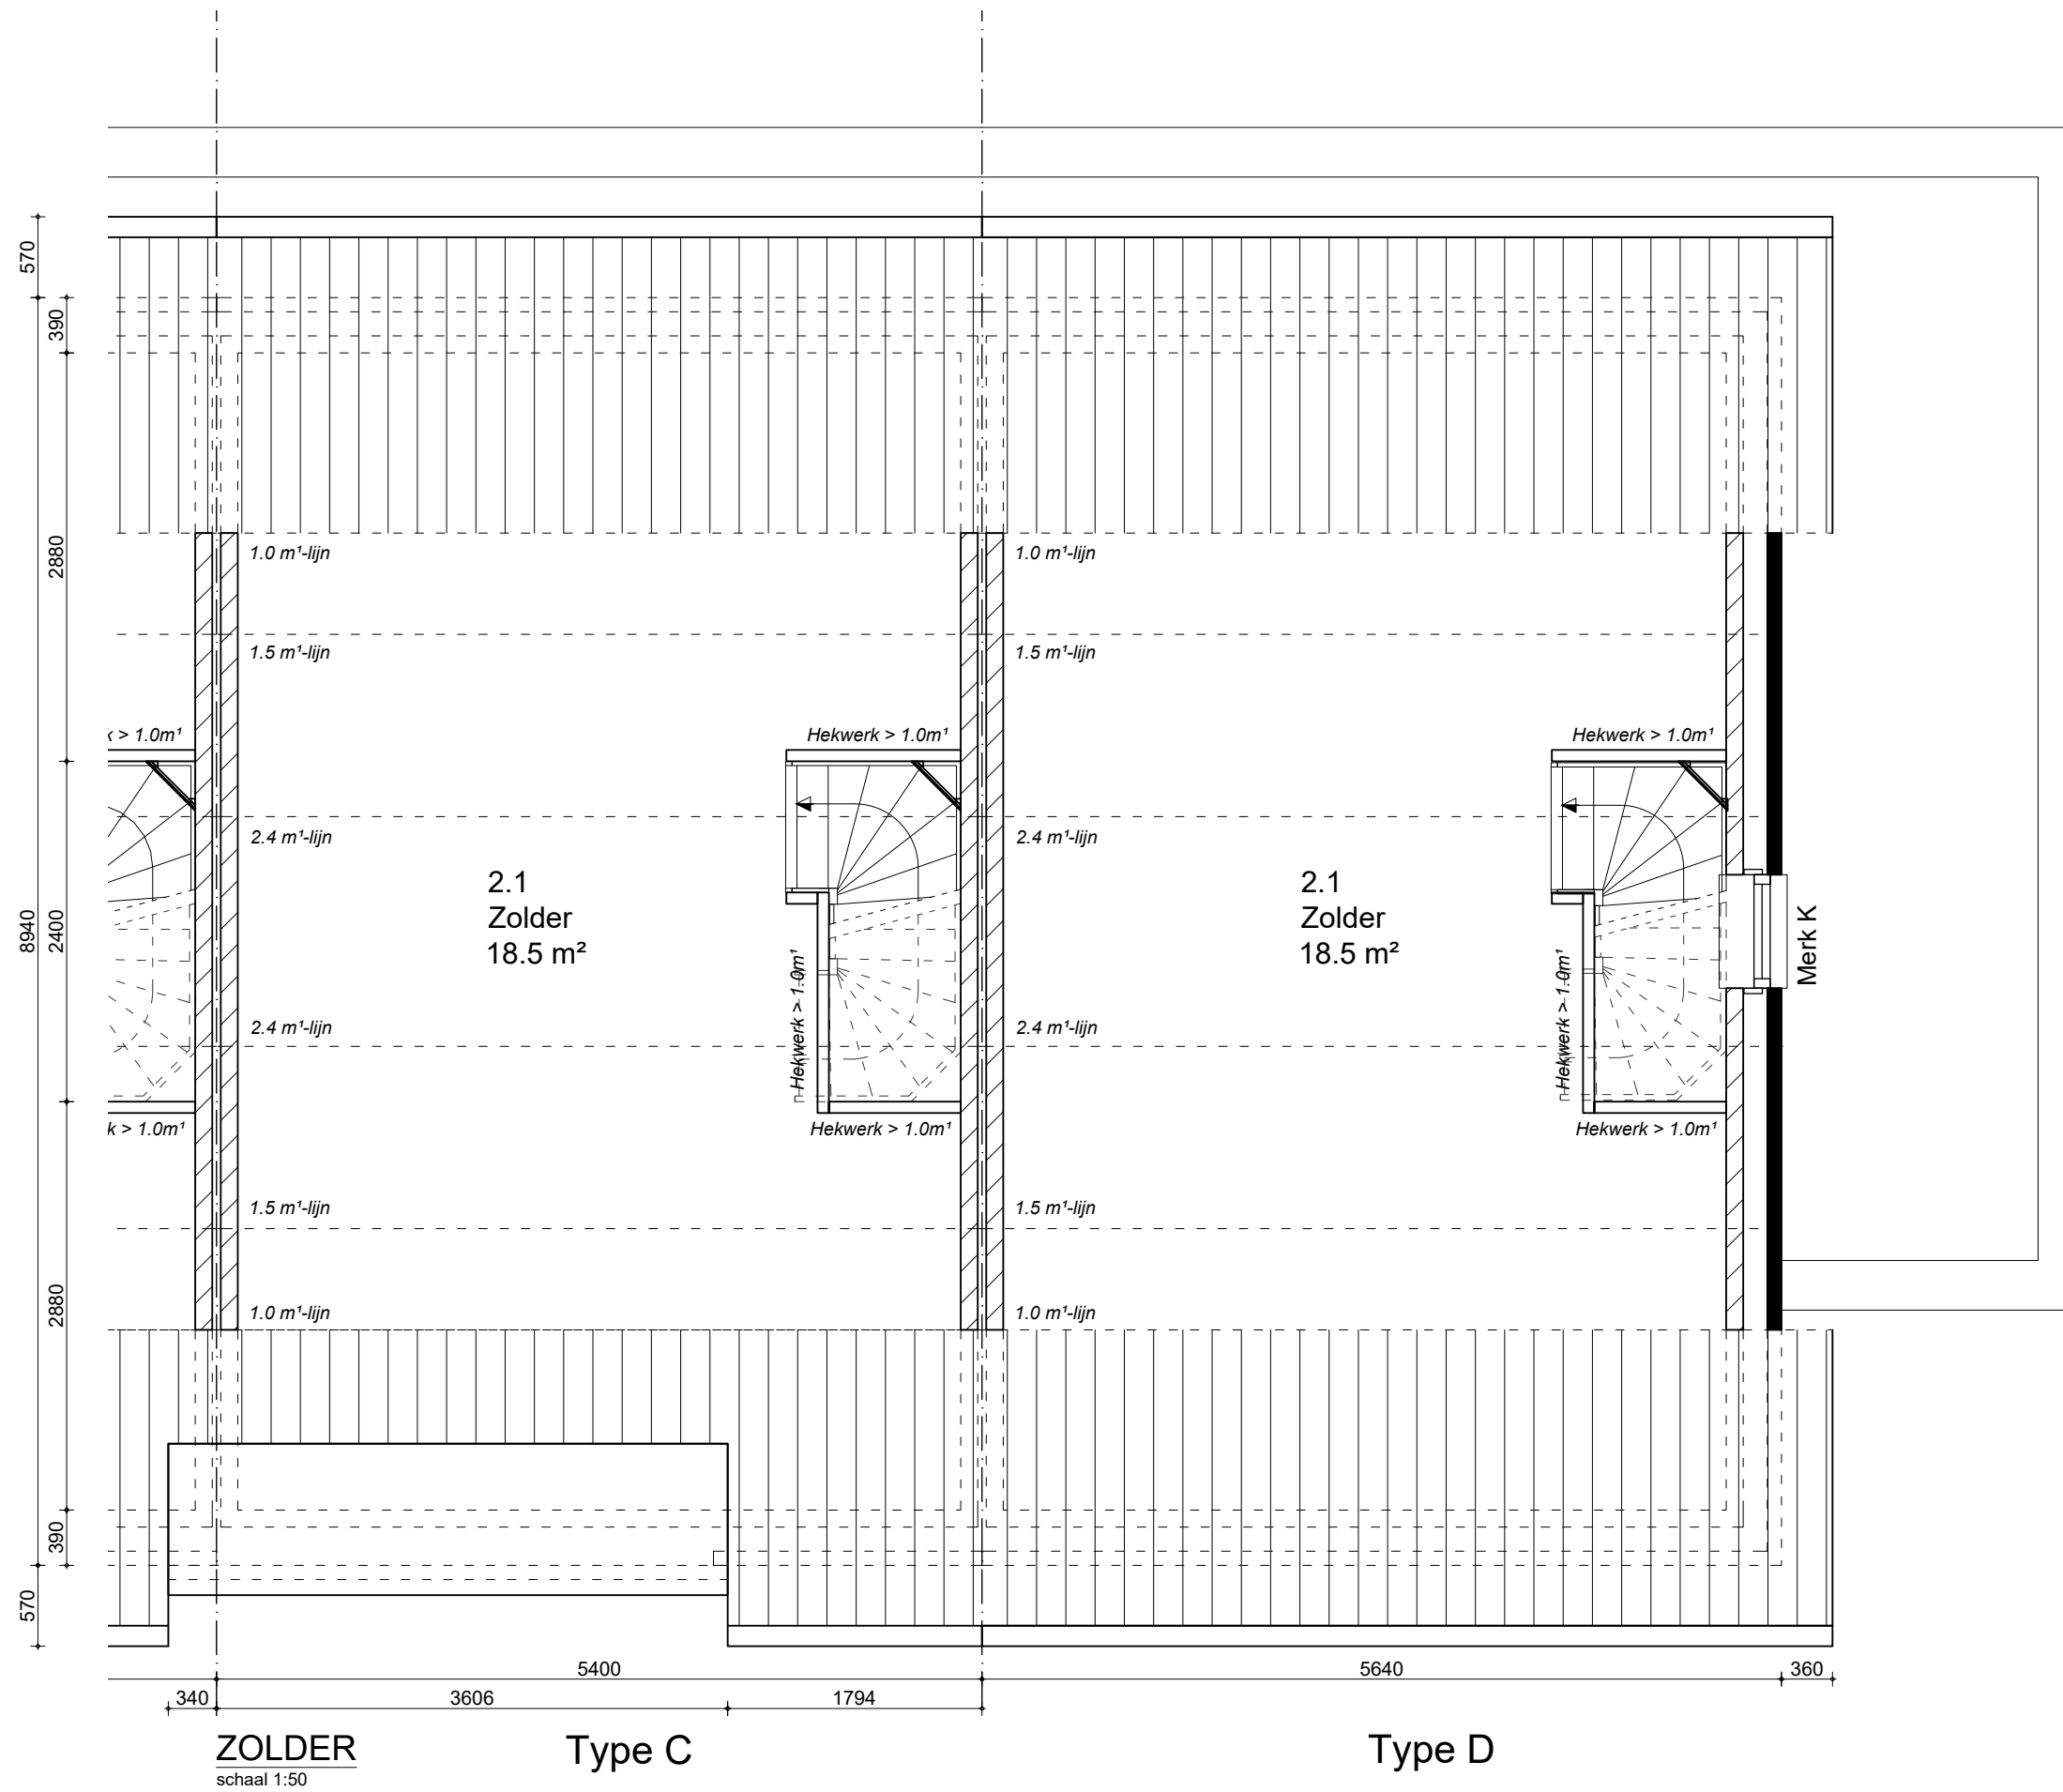 570
390
1.0 m¹-lijn
1.0 m¹-lijn
2880
1.5 m¹-lijn
1.5 m¹-lijn
k > 1.0m¹
Hekwerk > 1.0m¹
Hekwerk > 1.0m¹
2.4 m¹-lijn
2.4 m¹-lijn
2.1
Zolder
18.5 m²
2.1
Zolder
18.5 m²
8940
2400
Merk K
Hekwerk > 1.0m¹
Hekwerk > 1.0m¹
2.4 m¹-lijn
2.4 m¹-lijn
k > 1.0m¹
Hekwerk > 1.0m¹
Hekwerk > 1.0m¹
1.5 m¹-lijn
1.5 m¹-lijn
2880
1.0 m¹-lijn
1.0 m¹-lijn
390
570
5400
5640
360
340
3606
1794
ZOLDER
schaal 1:50
Type C
Type D